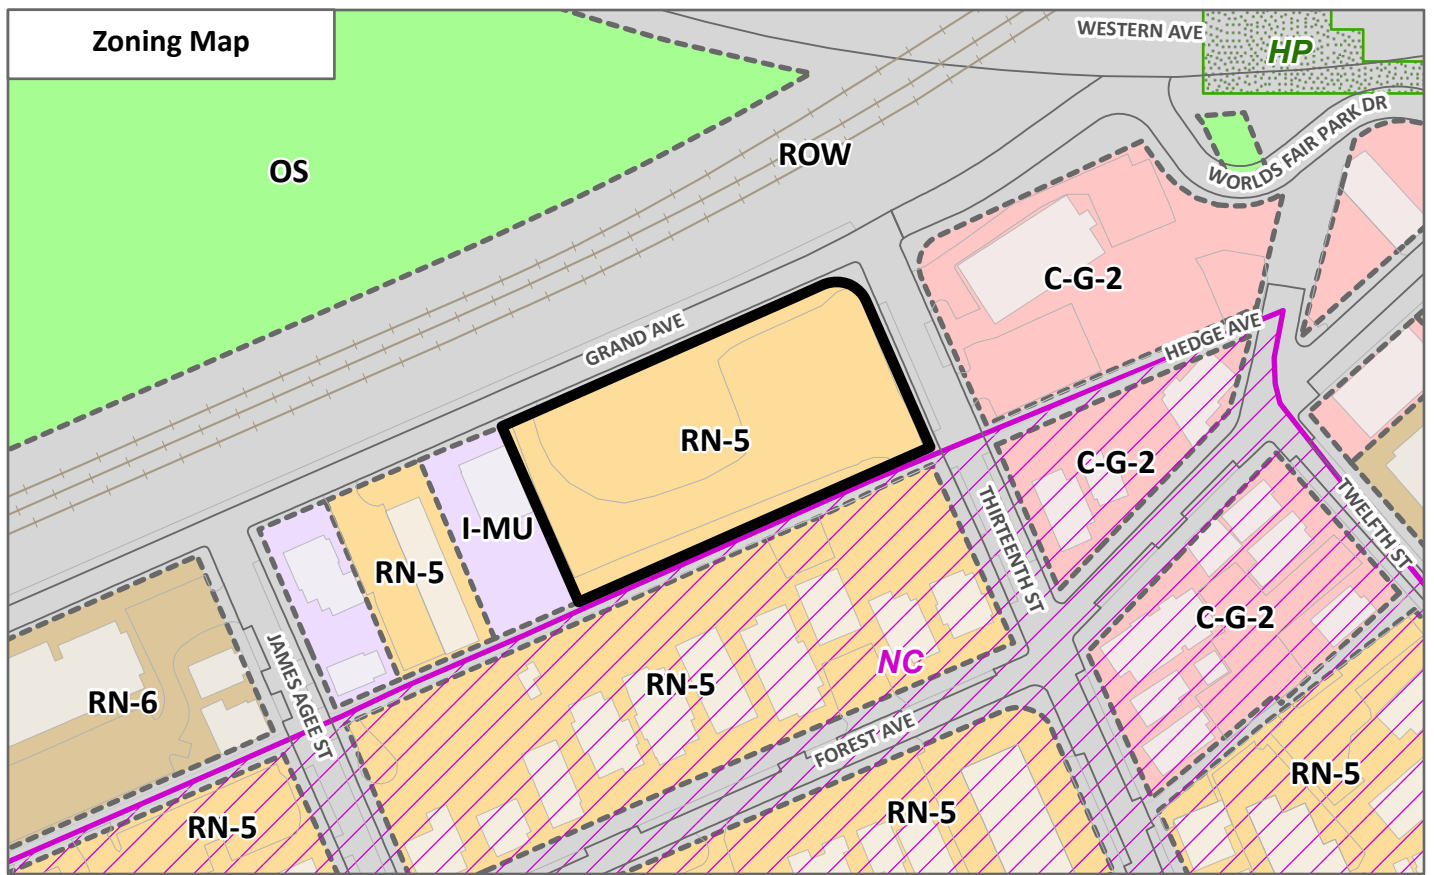 Zoning Map
WESTERN AVE
HP
WORLDS FAIR PARK DR
ROW
OS
C-G-2
GRAND AVE
HEDGE AVE
RN-5
C-G-2
I-MU
THIRTEENTH ST
TWELFTH ST
RN-5
C-G-2
JAMES AGEE ST
NC
RN-5
RN-6
FOREST AVE
RN-5
RN-5
RN-5